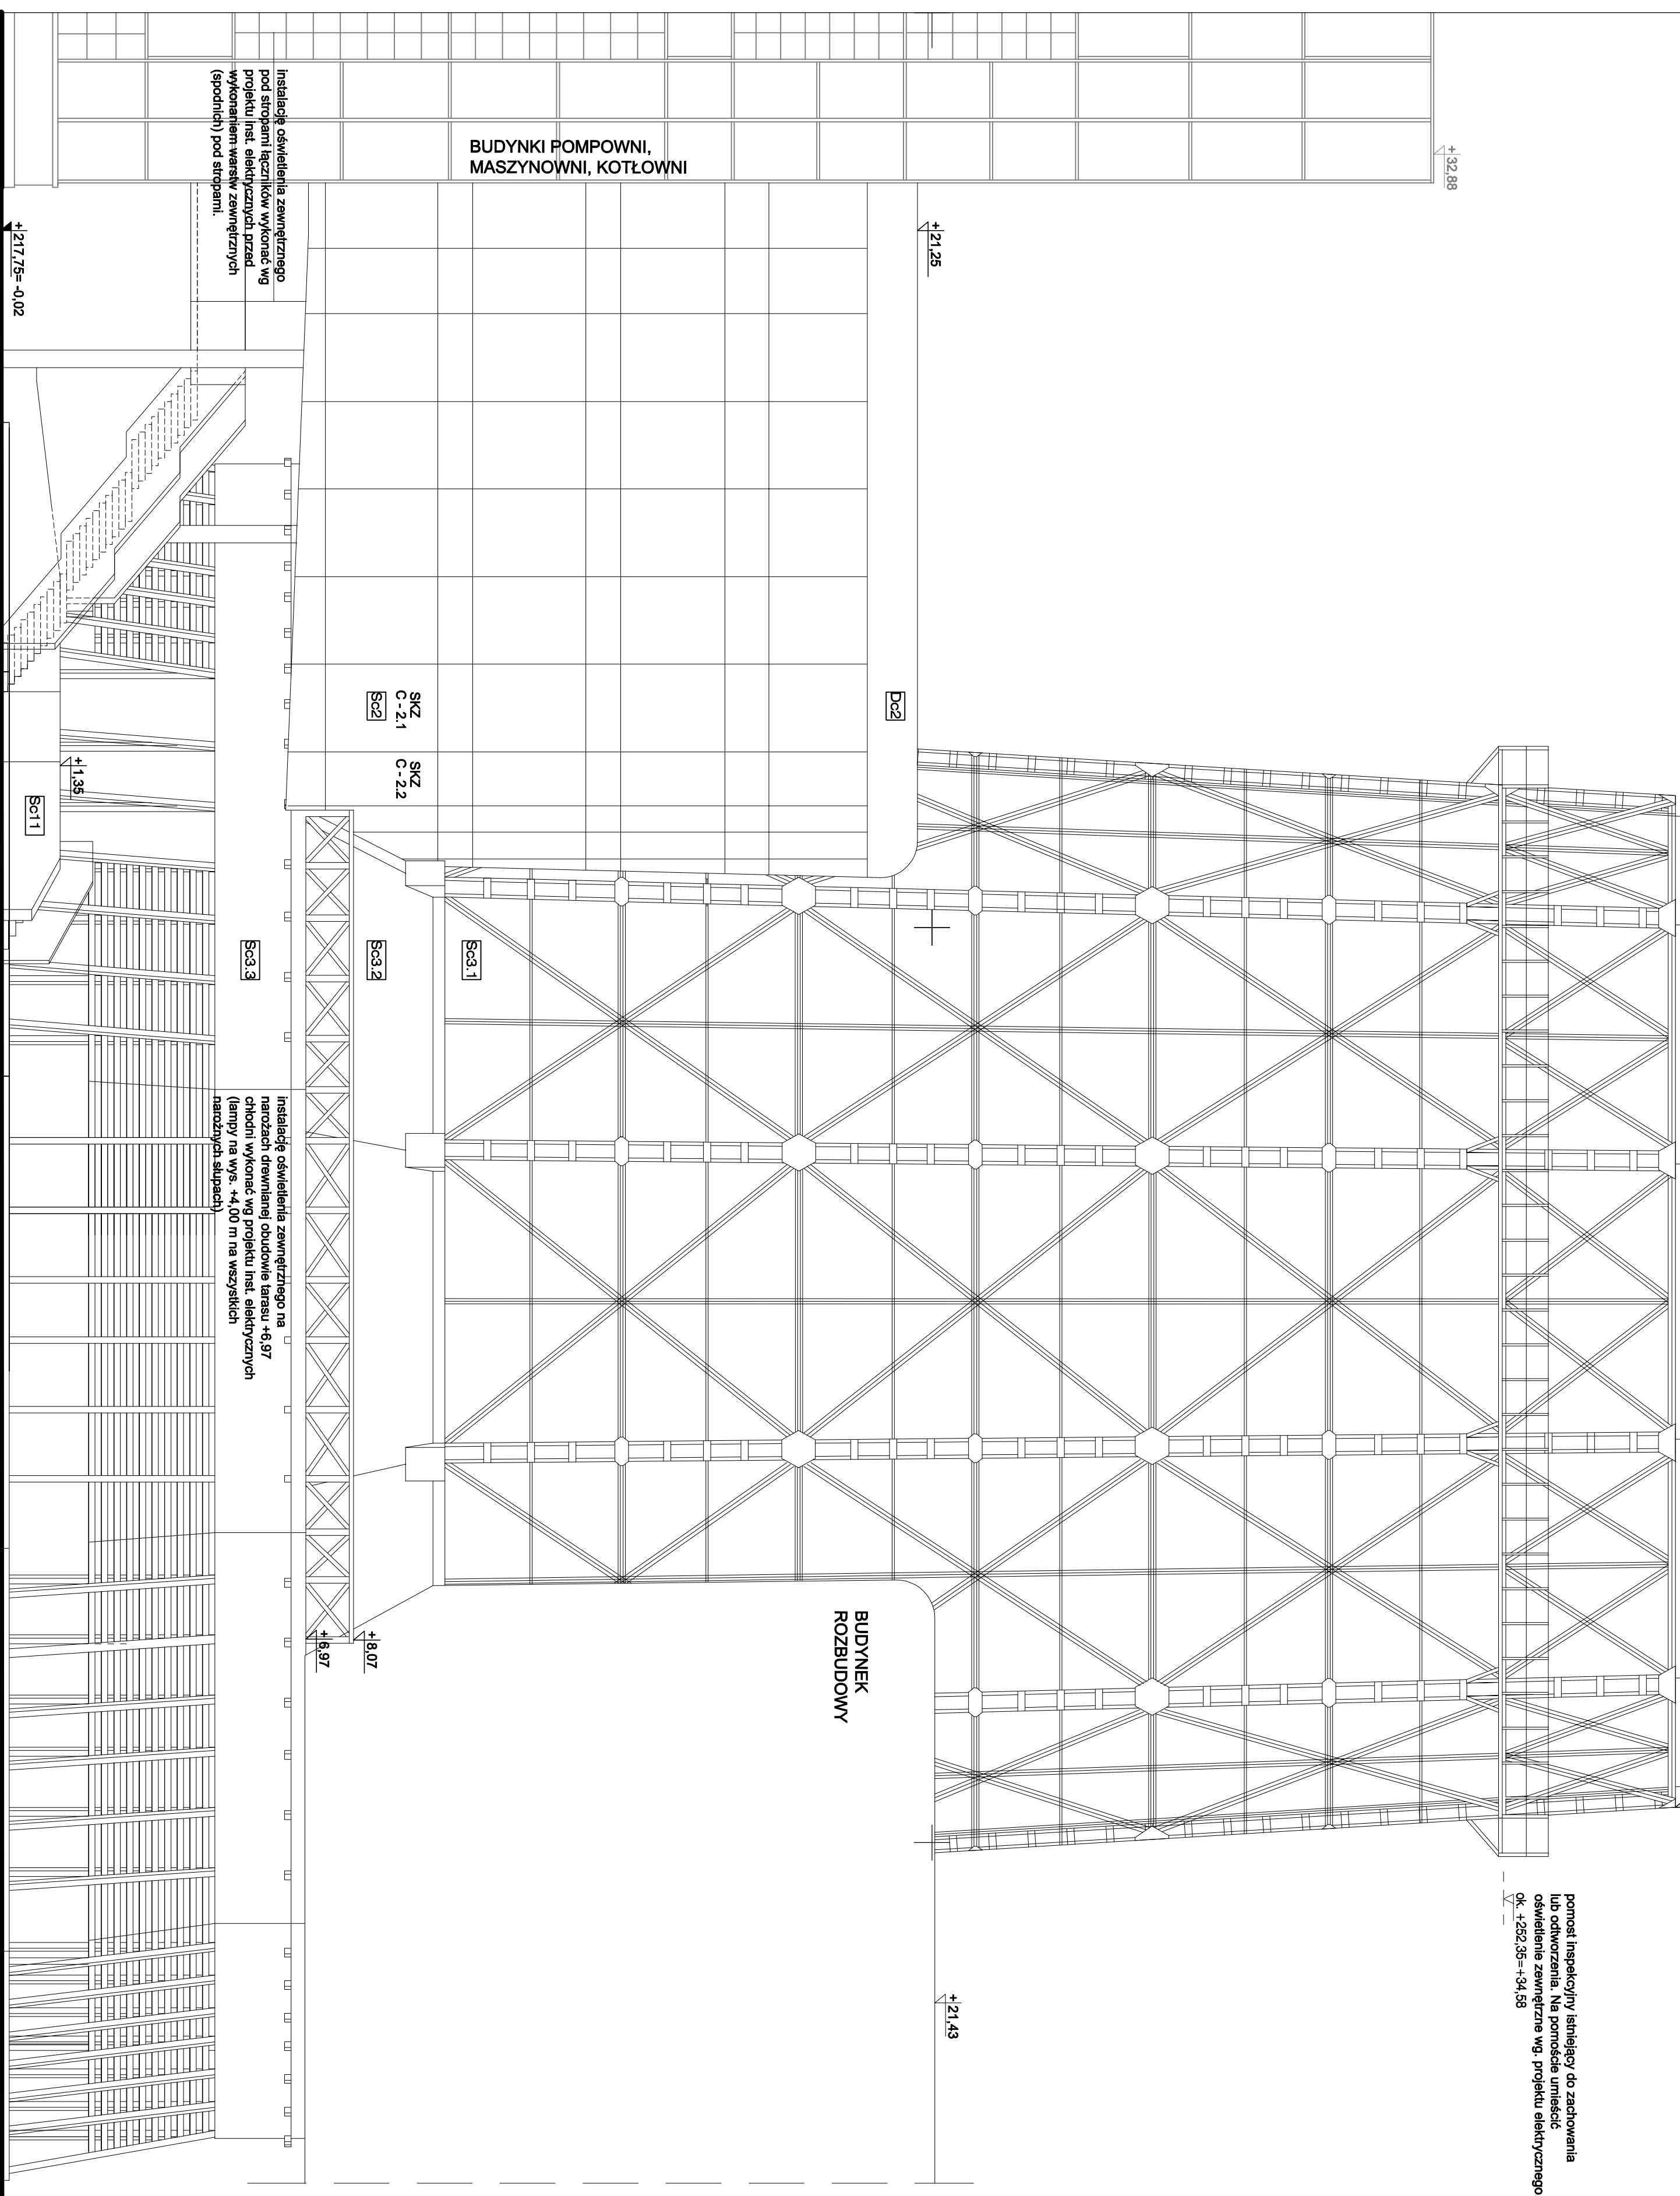 pomost inspekcyjny istniejący do zachowania
lub odtworzenia. Na pomoście umieścić
oświetlenie zewnętrzne wg. projektu elektrycznego
ok. +252,35=+34,58
+32,88
+21,25
+21,43
Dc2
BUDYNEK
ROZBUDOWY
BUDYNKI POMPOWNI,
MASZYNOWNI, KOTŁOWNI
Sc3.1
SKZ
C - 2.1
SKZ
C - 2.2
Sc2
Sc3.2
+8,07
+6,97
instalację oświetlenia zewnętrznego
pod stropami łączników wykonać wg
projektu inst. elektrycznych przed
wykonaniem warstw zewnętrznych
(spodnich) pod stropami.
Sc3.3
instalację oświetlenia zewnętrznego na
narożach drewnianej obudowie tarasu +6,97
chłodni wykonać wg projektu inst. elektrycznych
(lampy na wys. +4,00 m na wszystkich
narożnych słupach)
+1,35
Sc11
+217,75= -0,02